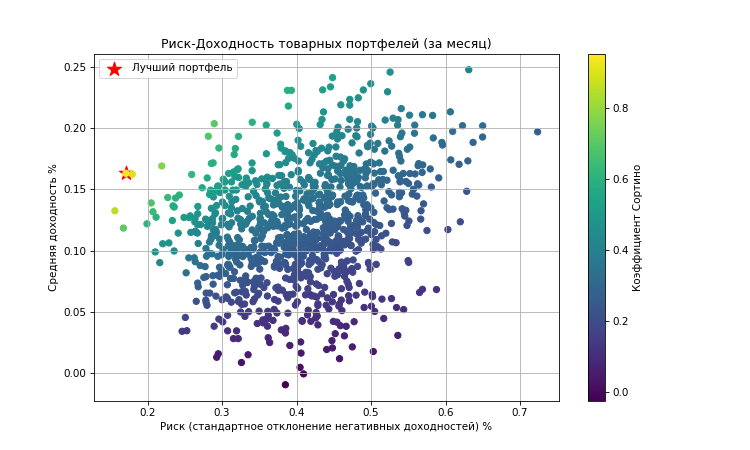 Риск-Доходность товарных портфелей (за месяц)
Лучший портфель
Средняя доходность %
0.25
0.20
0.15
0.10
0.05
0.00
0.2 0.3 0.4 0.5 0.6 0.7
Риск (стандартное отклонение негативных доходностей) %
0.8
0.6
0.4
0.2
0.0
Коэффициент Сортино